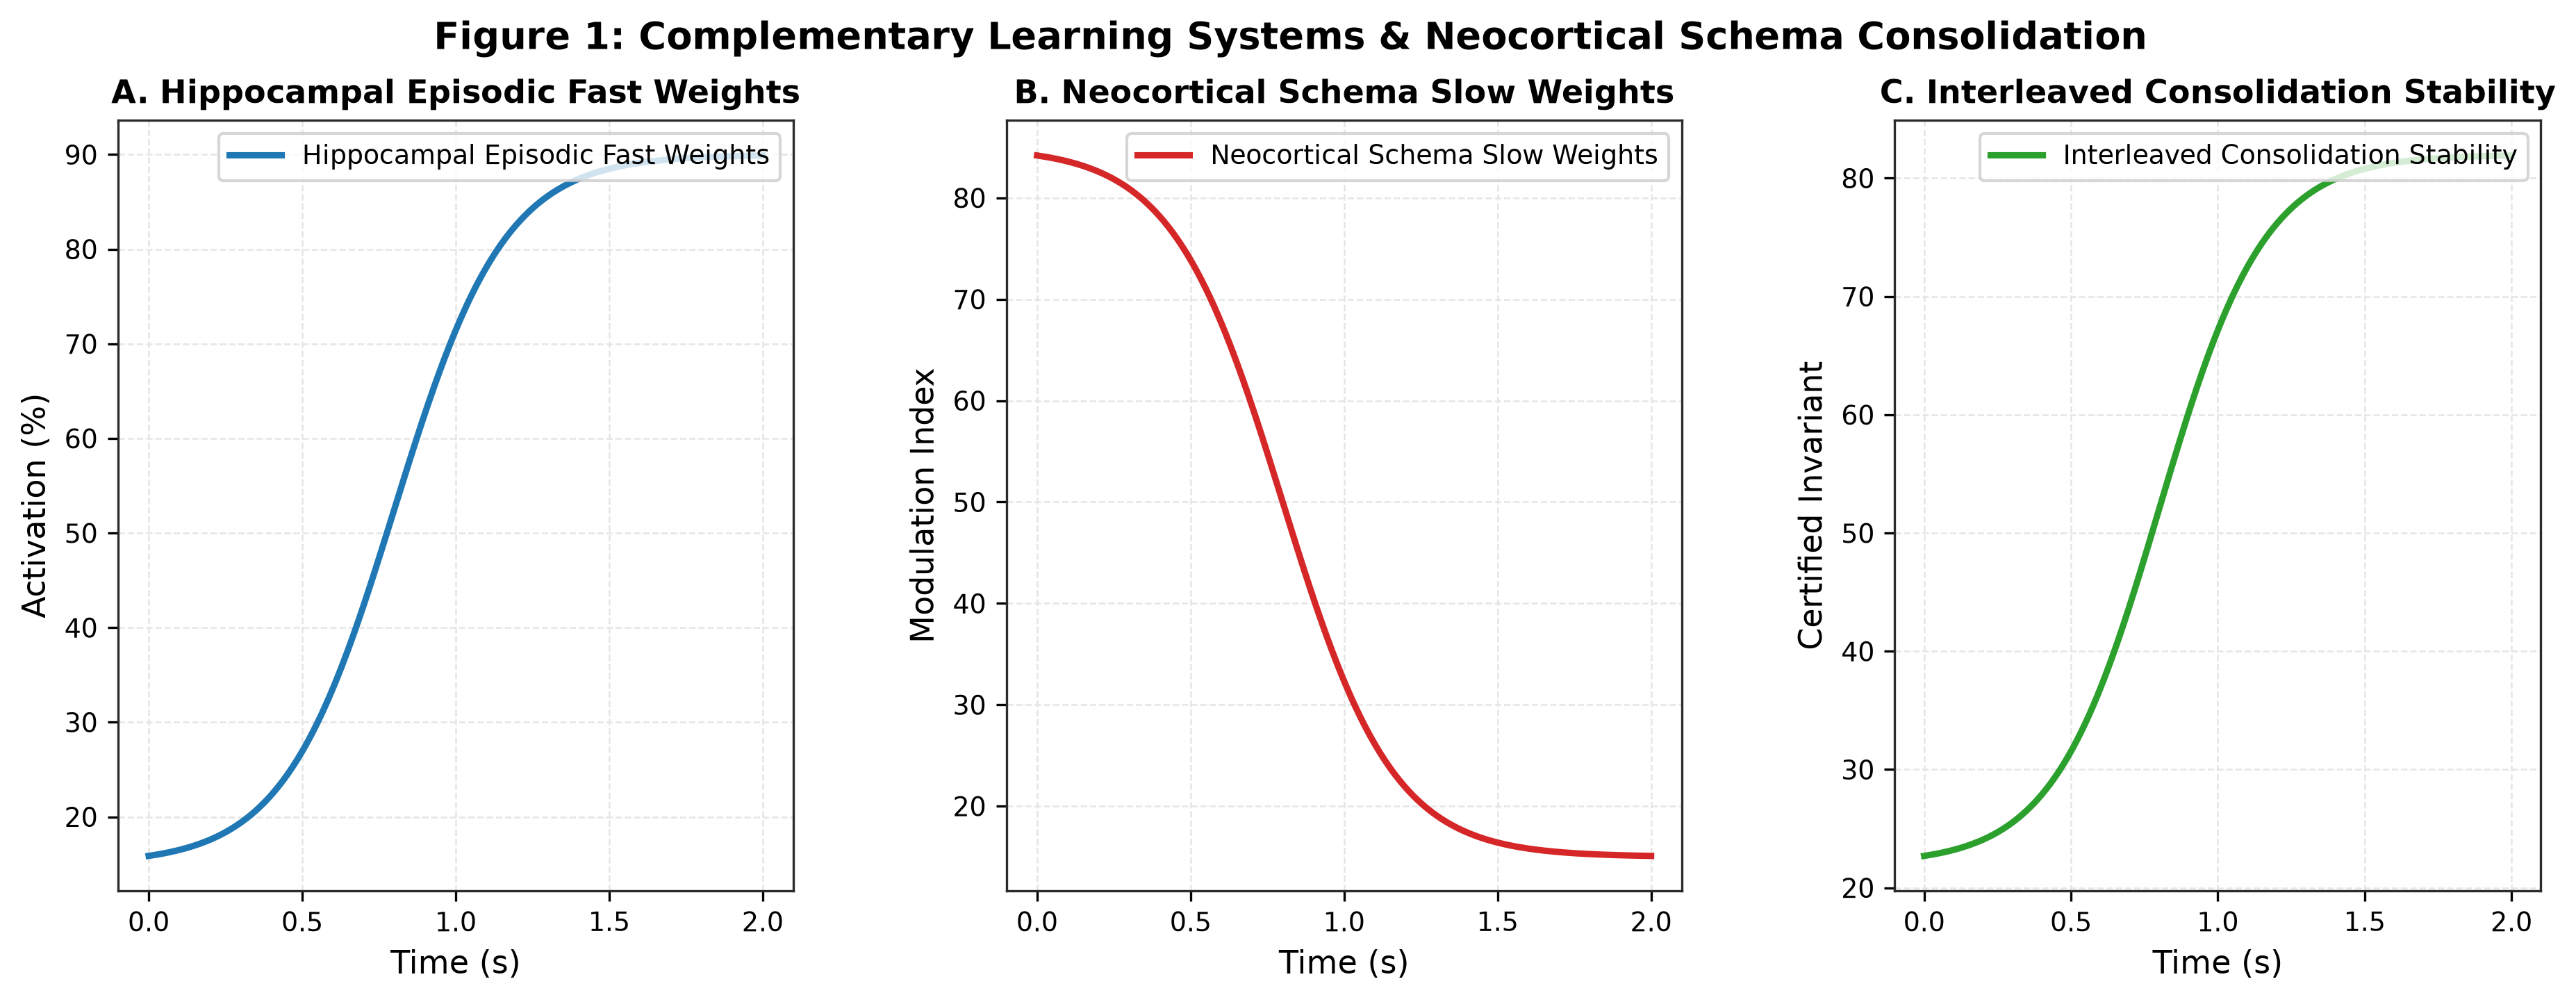 Figure 1: Complementary Learning Systems & Neocortical Schema Consolidation
A. Hippocampal Episodic Fast Weights
Hippocampal Episodic Fast Weights
Activation (%)
90
80
70
60
50
40
30
20
0.0 0.5 1.0 1.5 2.0
Time (s)
B. Neocortical Schema Slow Weights
Neocortical Schema Slow Weights
Modulation Index
80
70
60
50
40
30
20
0.0 0.5 1.0 1.5 2.0
Time (s)
C. Interleaved Consolidation Stability
Interleaved Consolidation Stability
Certified Invariant
80
70
60
50
40
30
20
0.0 0.5 1.0 1.5 2.0
Time (s)